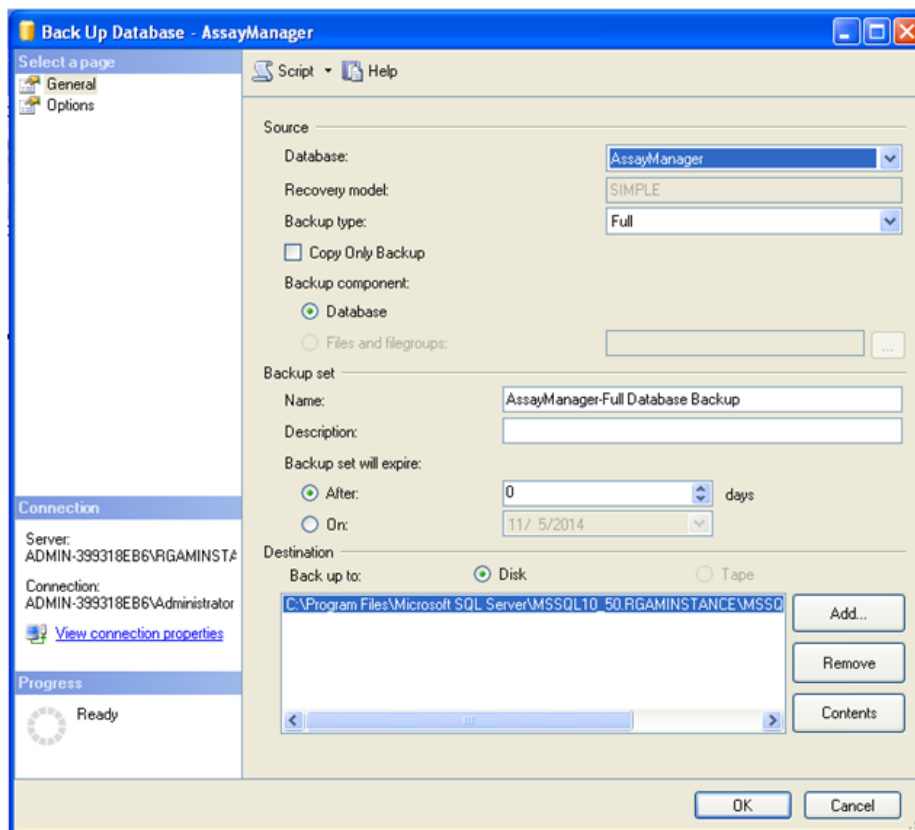 Back Up Database - AssayManager
Select a page
General
Options
Script
Help
Source
Database:
AssayManager
Recovery model:
SIMPLE
Backup type:
Full
Copy Only Backup
Backup component:
Database
Files and filegroups:
...
Backup set
Name:
AssayManager-Full Database Backup
Description:
Backup set will expire:
After:
0
days
On:
11/ 5/2014
Destination
Back up to:
Disk
Tape
C:\Program Files\Microsoft SQL Server\MSSQL10_50.RGAMINSTANCE\MSSQ
Add...
Remove
Contents
Connection
Server:
ADMIN-399318EB6\RGAMINSTA
Connection:
ADMIN-399318EB6\Administrator
View connection properties
Progress
Ready
OK
Cancel